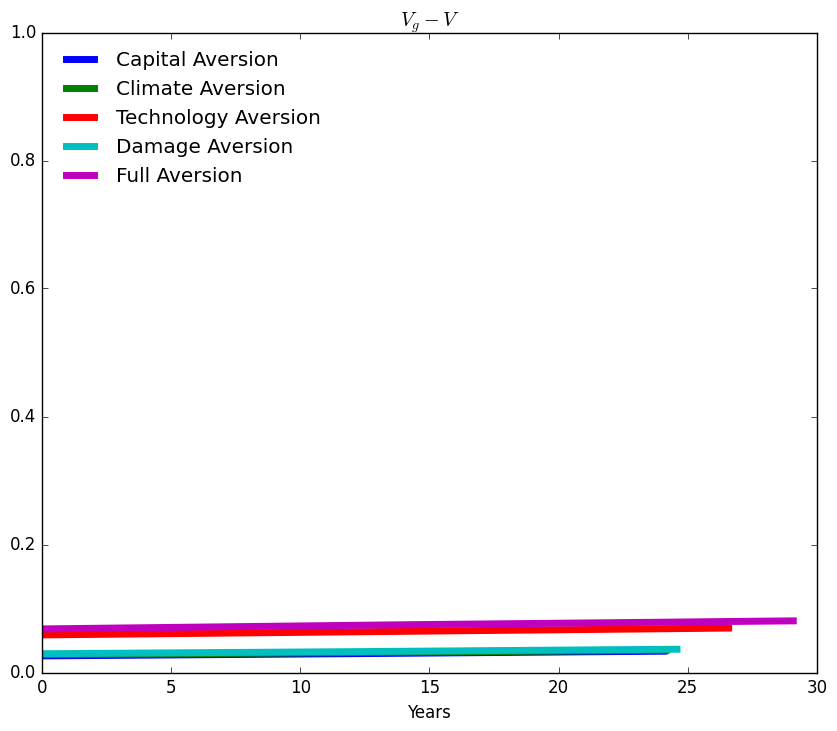 V_g − V
1.0
Capital Aversion
Climate Aversion
Technology Aversion
Damage Aversion
Full Aversion
0.8
0.6
0.4
0.2
0.0
0 5 10 15 20 25 30
Years